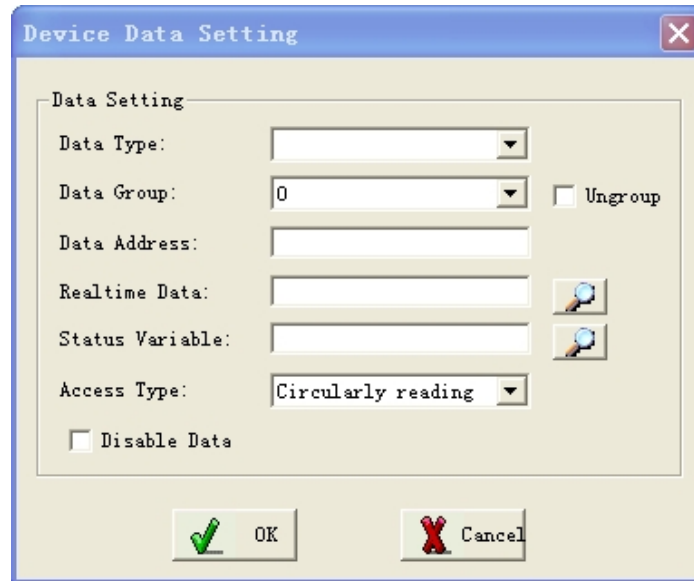 Device Data Setting
Data Setting
Data Type:
Data Group: 0 Ungroup
Data Address:
Realtime Data:
Status Variable:
Access Type: Circularly reading
Disable Data
OK Cancel